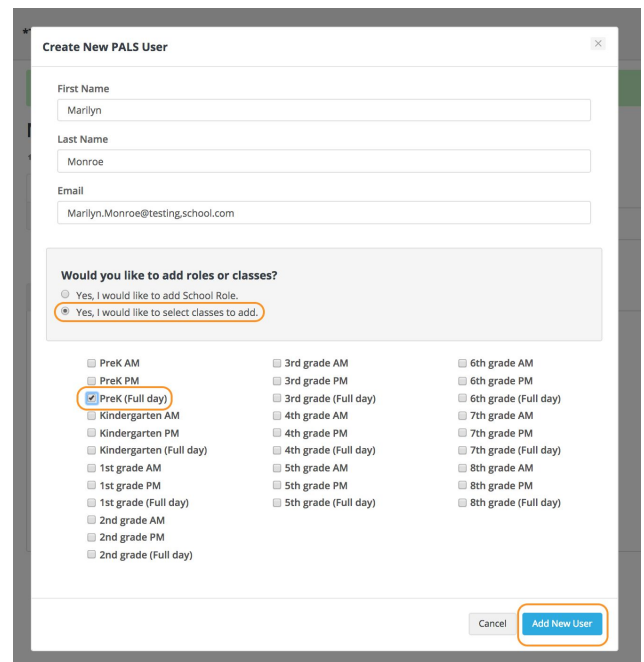 Create New PALS User
First Name
Marilyn
Last Name
Monroe
Email
Marilyn.Monroe@testing,school.com
Would you like to add roles or classes?
Yes, I would like to add School Role.
Yes, I would like to select classes to add.
PreK AM
PreK PM
PreK (Full day)
Kindergarten AM
Kindergarten PM
Kindergarten (Full day)
1st grade AM
1st grade PM
1st grade (Full day)
2nd grade AM
2nd grade PM
2nd grade (Full day)
3rd grade AM
3rd grade PM
3rd grade (Full day)
4th grade AM
4th grade PM
4th grade (Full day)
5th grade AM
5th grade PM
5th grade (Full day)
6th grade AM
6th grade PM
6th grade (Full day)
7th grade AM
7th grade PM
7th grade (Full day)
8th grade AM
8th grade PM
8th grade (Full day)
Cancel
Add New User